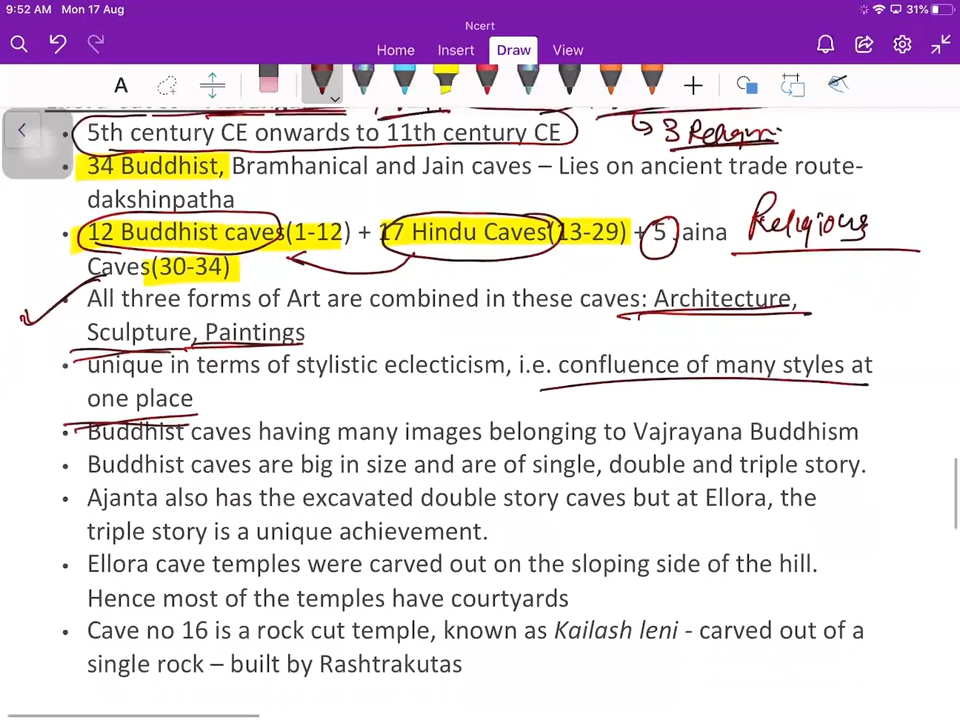 9:52 AM Mon 17 Aug
31%
Ncert
Home Insert Draw View
A
5th century CE onwards to 11th century CE
3 Religion
34 Buddhist, Bramhanical and Jain caves – Lies on ancient trade route-
dakshinpatha
12 Buddhist caves(1-12) + 17 Hindu Caves(13-29) + 5 Jaina
Religious
Caves(30-34)
All three forms of Art are combined in these caves: Architecture,
Sculpture, Paintings
unique in terms of stylistic eclecticism, i.e. confluence of many styles at
one place
Buddhist caves having many images belonging to Vajrayana Buddhism
Buddhist caves are big in size and are of single, double and triple story.
Ajanta also has the excavated double story caves but at Ellora, the
triple story is a unique achievement.
Ellora cave temples were carved out on the sloping side of the hill.
Hence most of the temples have courtyards
Cave no 16 is a rock cut temple, known as Kailash leni - carved out of a
single rock – built by Rashtrakutas